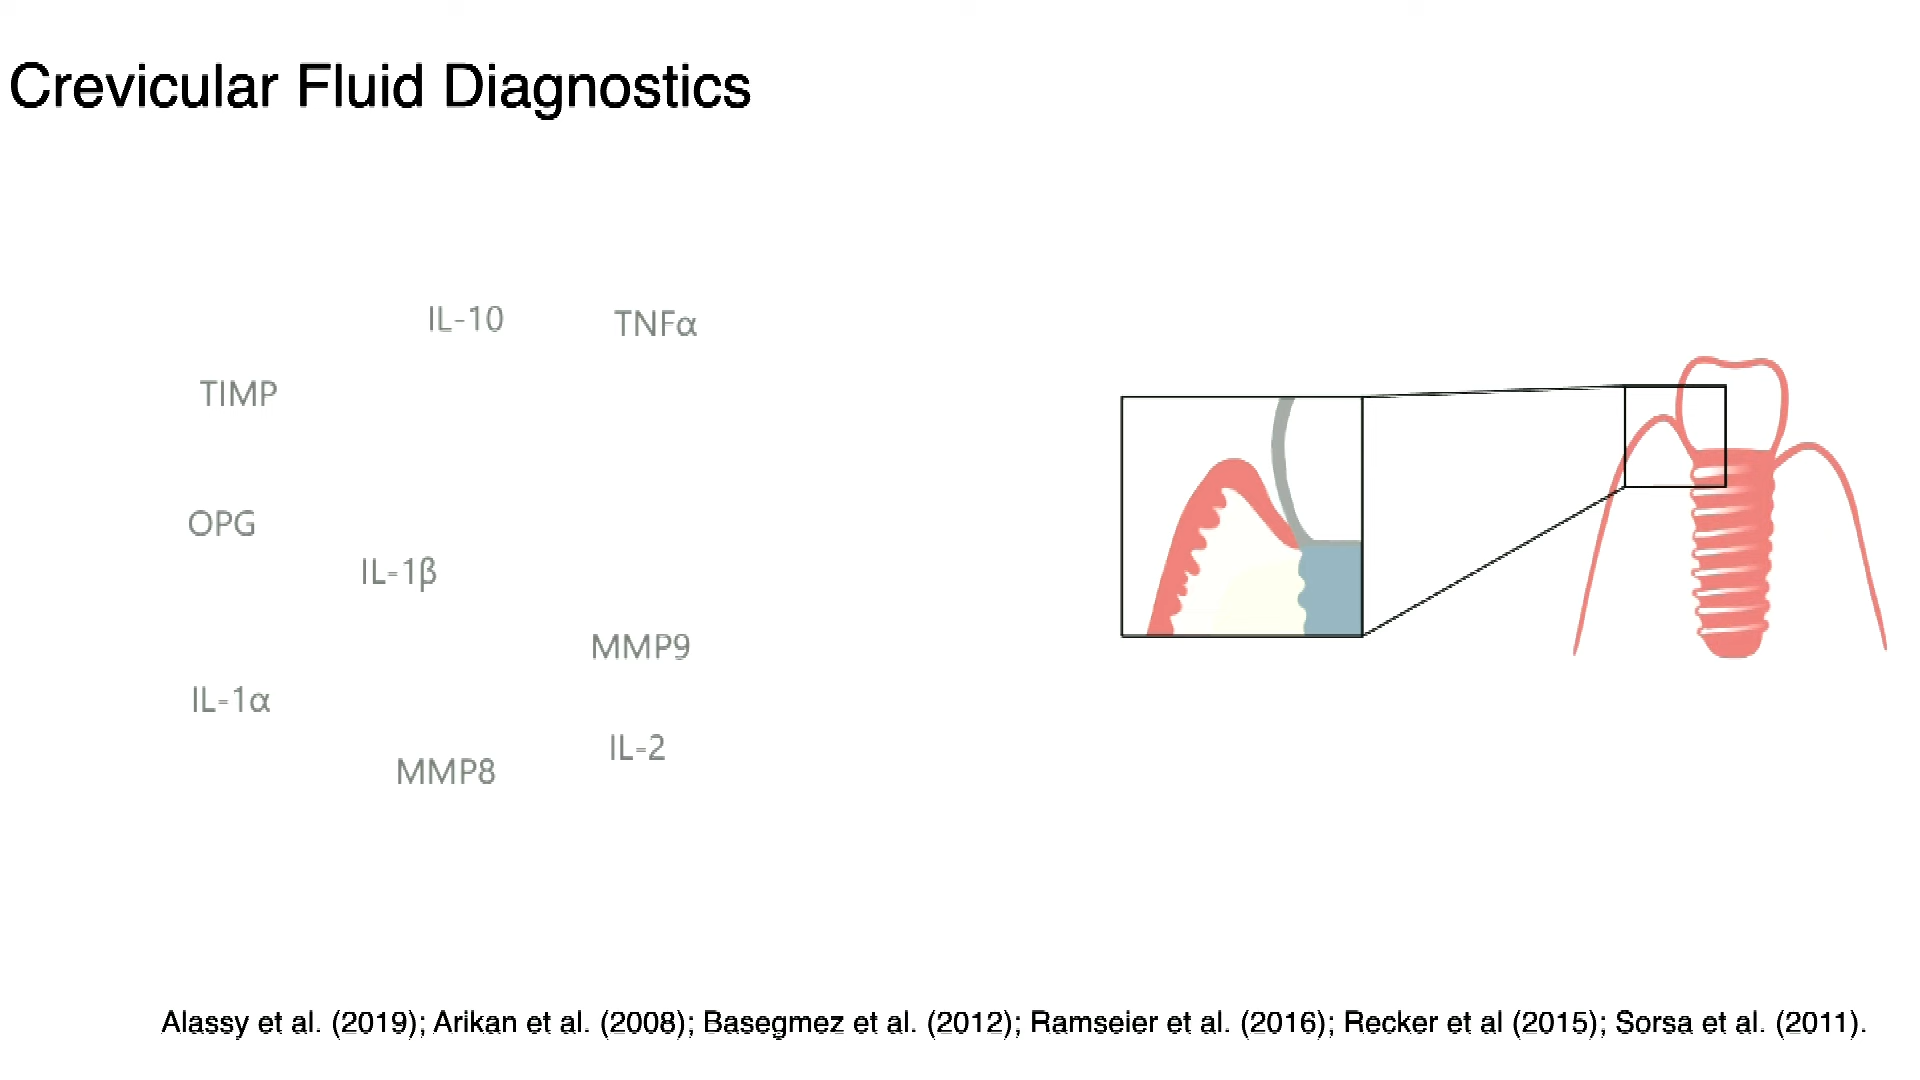 Crevicular Fluid Diagnostics
IL-10
TNFα
TIMP
OPG
IL-1β
MMP9
IL-1α
IL-2
MMP8
Alassy et al. (2019); Arikan et al. (2008); Basegmez et al. (2012); Ramseier et al. (2016); Recker et al (2015); Sorsa et al. (2011).